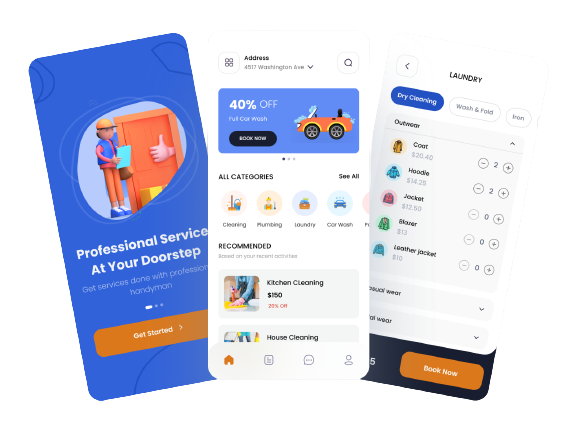 Professional Service
At Your Doorstep
Get services done with profession
handyman
Get Started
Address
4517 Washington Ave
40% OFF
Full Car Wash
BOOK NOW
ALL CATEGORIES
See All
Cleaning
Plumbing
Laundry
Car Wash
RECOMMENDED
Based on your recent activities
Kitchen Cleaning
$150
20% Off
House Cleaning
LAUNDRY
Dry Cleaning
Wash & Fold
Iron
Outwear
Coat
$20.40
2
Hoodie
$14.25
2
Jacket
$12.50
0
Blazer
$13
0
Leather jacket
$10
0
sual wear
al wear
5
Book Now